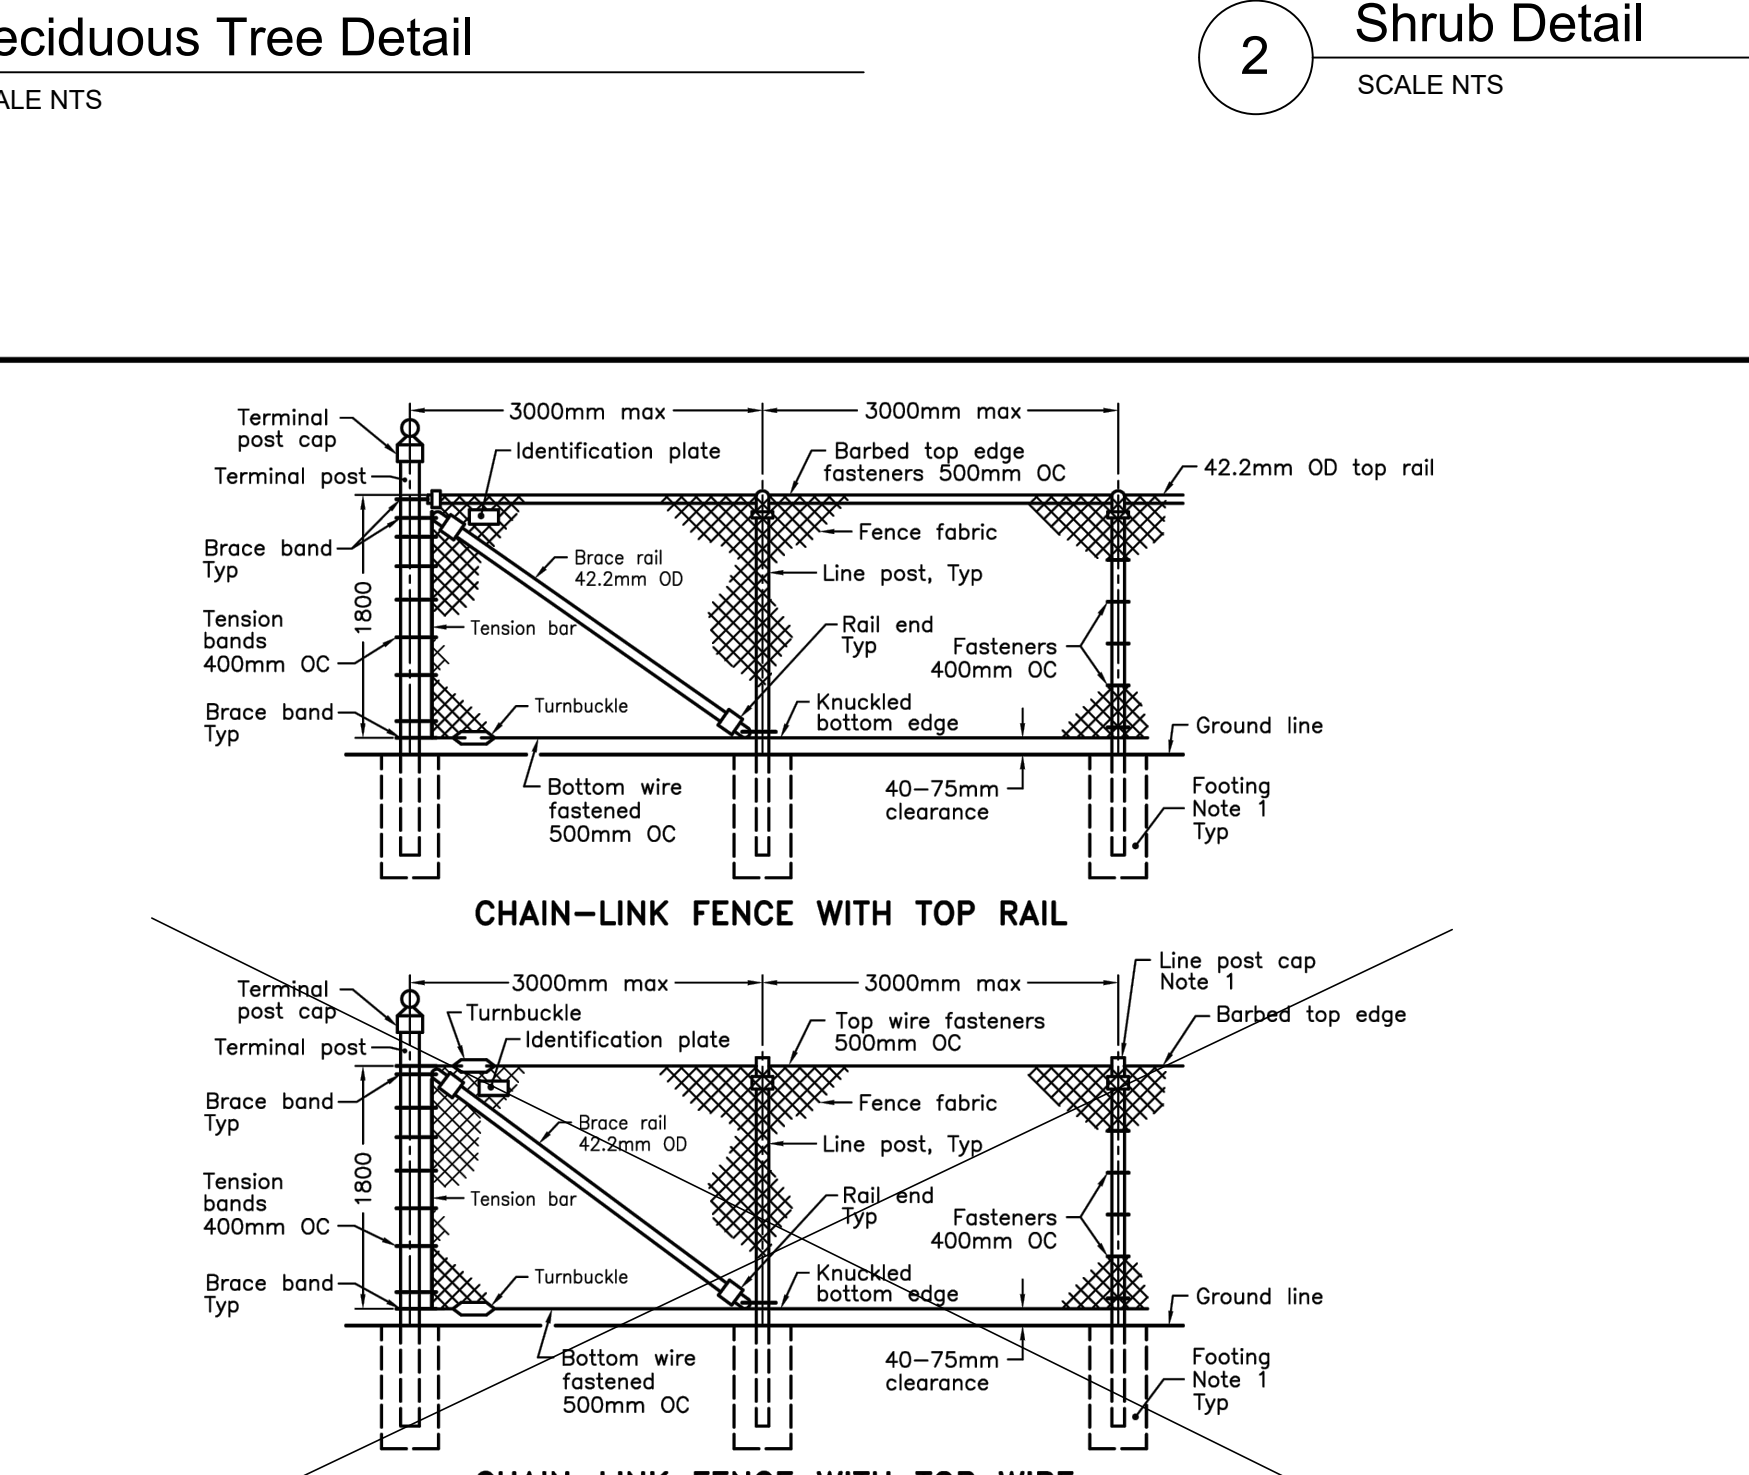 eciduous Tree Detail
ALE NTS
2
Shrub Detail
SCALE NTS
3000mm max
3000mm max
Terminal
post cap
Identification plate
Barbed top edge
fasteners 500mm OC
42.2mm OD top rail
Terminal post
Fence fabric
Brace band
Typ
Brace rail
42.2mm OD
Line post, Typ
1800
Tension
bands
400mm OC
Tension bar
Rail end
Typ
Fasteners
400mm OC
Brace band
Typ
Turnbuckle
Knuckled
bottom edge
Ground line
Bottom wire
fastened
500mm OC
40-75mm
clearance
Footing
Note 1
Typ
CHAIN-LINK FENCE WITH TOP RAIL
Line post cap
Note 1
3000mm max
3000mm max
Terminal
post cap
Turnbuckle
Identification plate
Top wire fasteners
500mm OC
Barbed top edge
Terminal post
Brace band
Typ
Fence fabric
Brace rail
42.2mm OD
Line post, Typ
1800
Tension
bands
400mm OC
Tension bar
Rail end
Typ
Fasteners
400mm OC
Brace band
Typ
Turnbuckle
Knuckled
bottom edge
Ground line
Bottom wire
fastened
500mm OC
40-75mm
clearance
Footing
Note 1
Typ
CHAIN-LINK FENCE WITH TOP WIRE